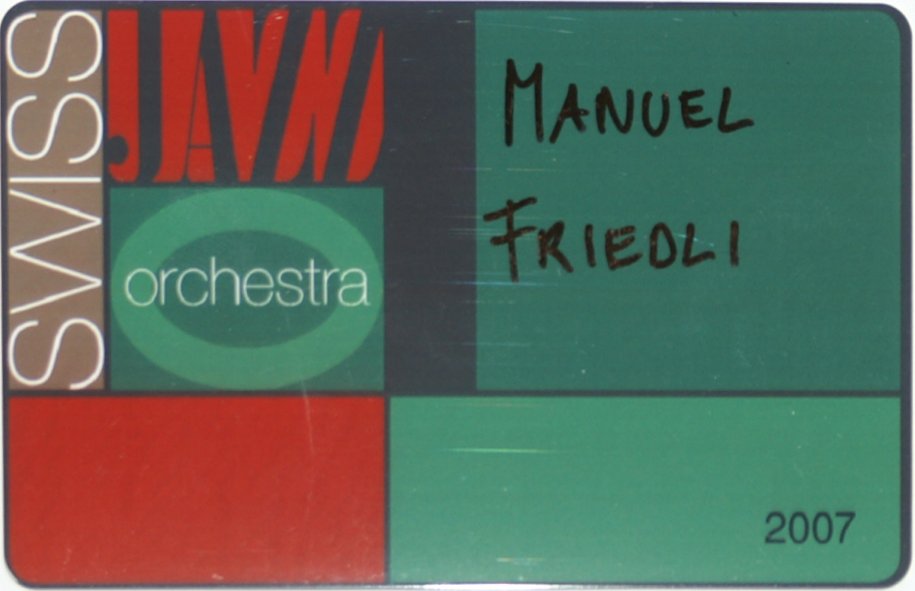 SWISS
JAZZ
orchestra
MANUEL
FRIEDLI
2007